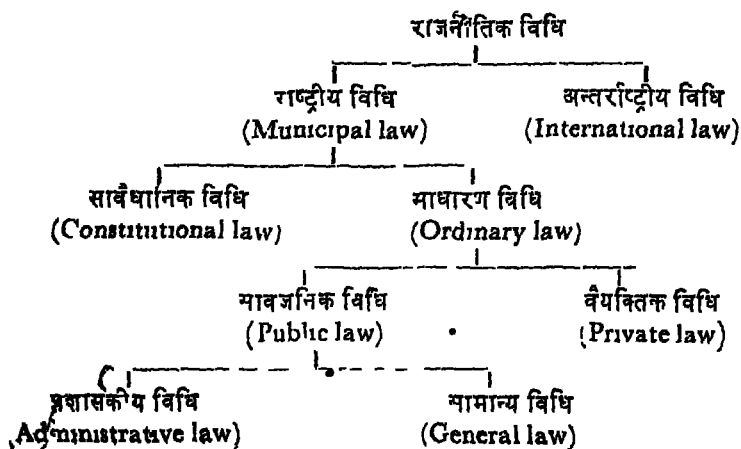 राजनीतिक विधि
राष्ट्रीय विधि अन्तर्राष्ट्रीय विधि
(Municipal law) (International law)
सावैधानिक विधि साधारण विधि
(Constitutional law) (Ordinary law)
सावजनिक विधि वैयक्तिक विधि
(Public law) (Private law)
प्रशासकीय विधि सामान्य विधि
(Administrative law) (General law)